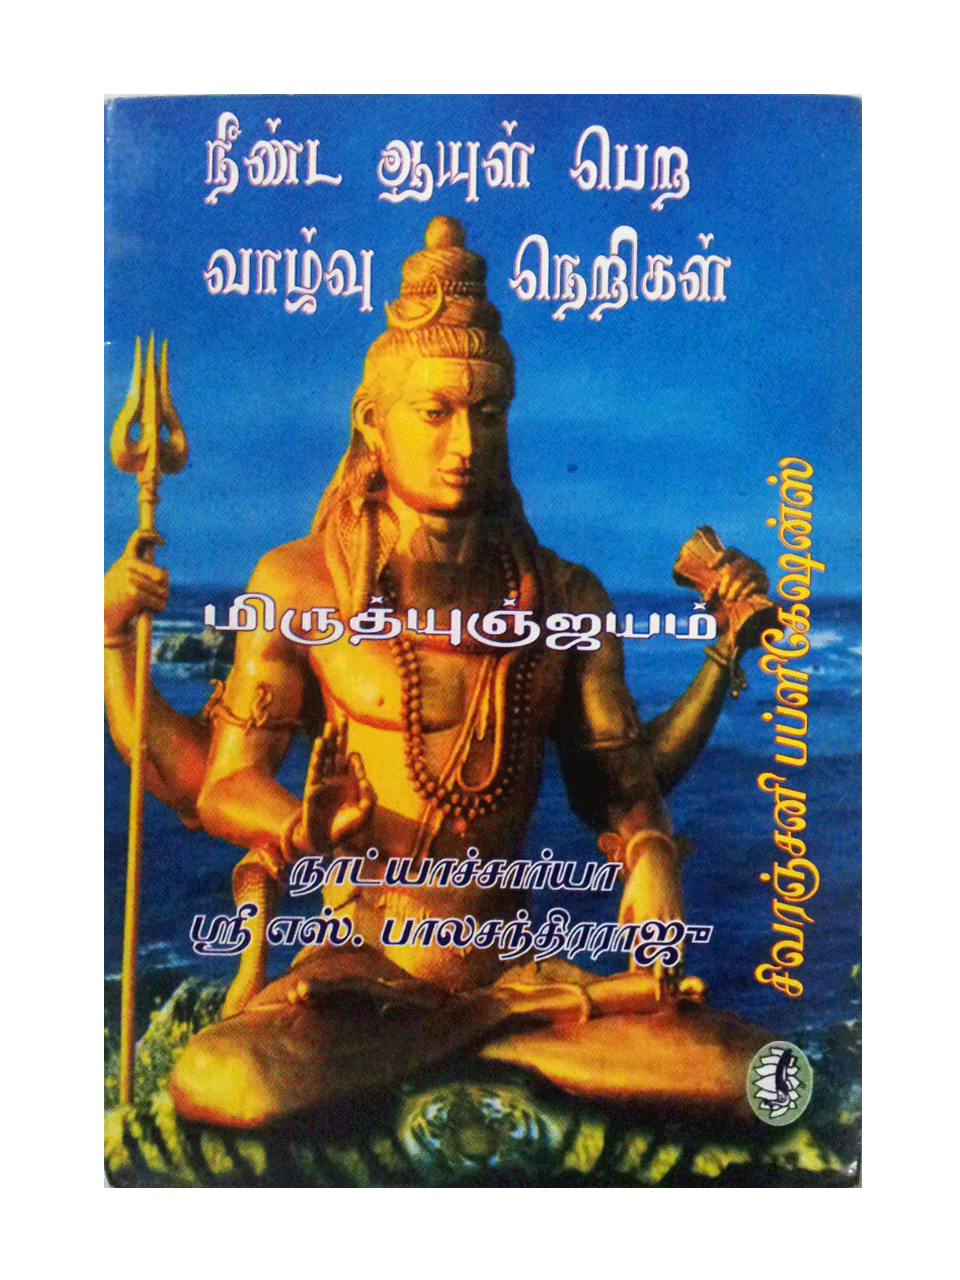 நீண்ட ஆயுள் பெற
வாழ்வு நெறிகள்
மிருத்யுஞ்ஜயம்
நாட்யாச்சார்யா
ஸ்ரீ எஸ். பாலசந்திரராஜு
சிவரஞ்சனி பப்ளிகேஷன்ஸ்